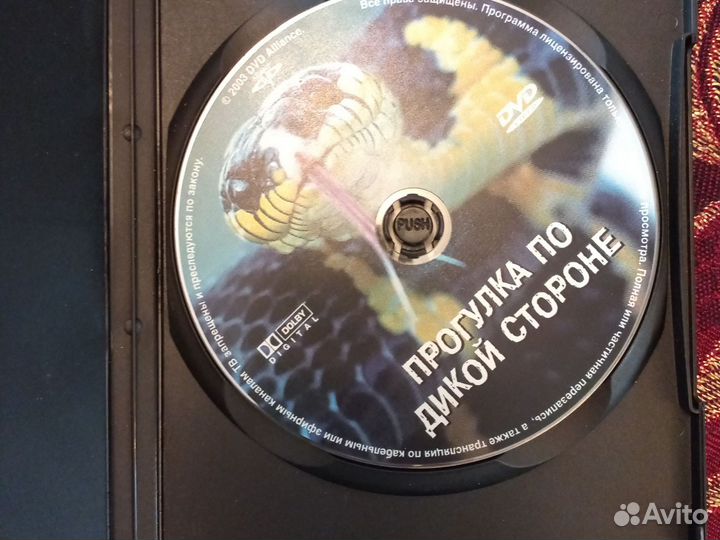 © 2003 DVD Alliance.
Все права защищены. Программа лицензирована толь
просмотра. Полная или частичная перезапись, а также трансляция по кабельным или эфирным каналам ТВ запрещены и преследуются по закону.
DVD
PUSH
ПРОГУЛКА ПО
ДИКОЙ СТОРОНЕ
DOLBY
DIGITAL
Avito